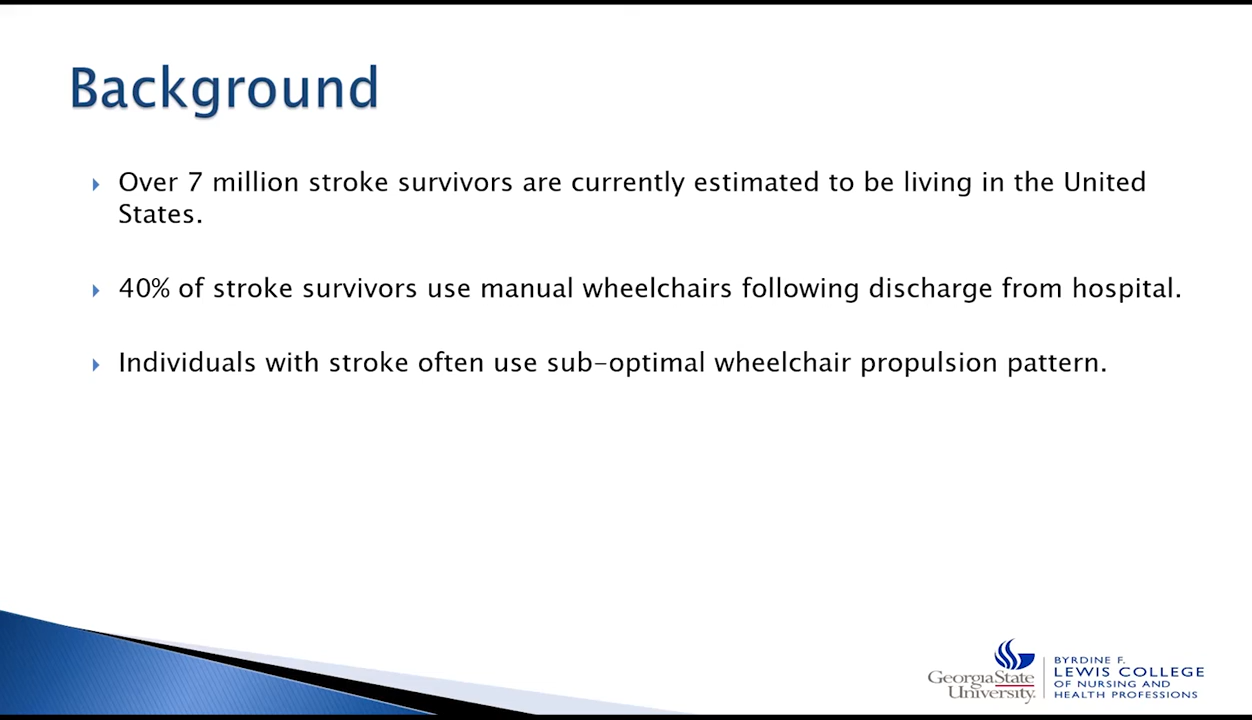 Background
Over 7 million stroke survivors are currently estimated to be living in the United
States.
40% of stroke survivors use manual wheelchairs following discharge from hospital.
Individuals with stroke often use sub-optimal wheelchair propulsion pattern.
GeorgiaState
University.
BYRDINE F.
LEWIS COLLEGE
OF NURSING AND
HEALTH PROFESSIONS